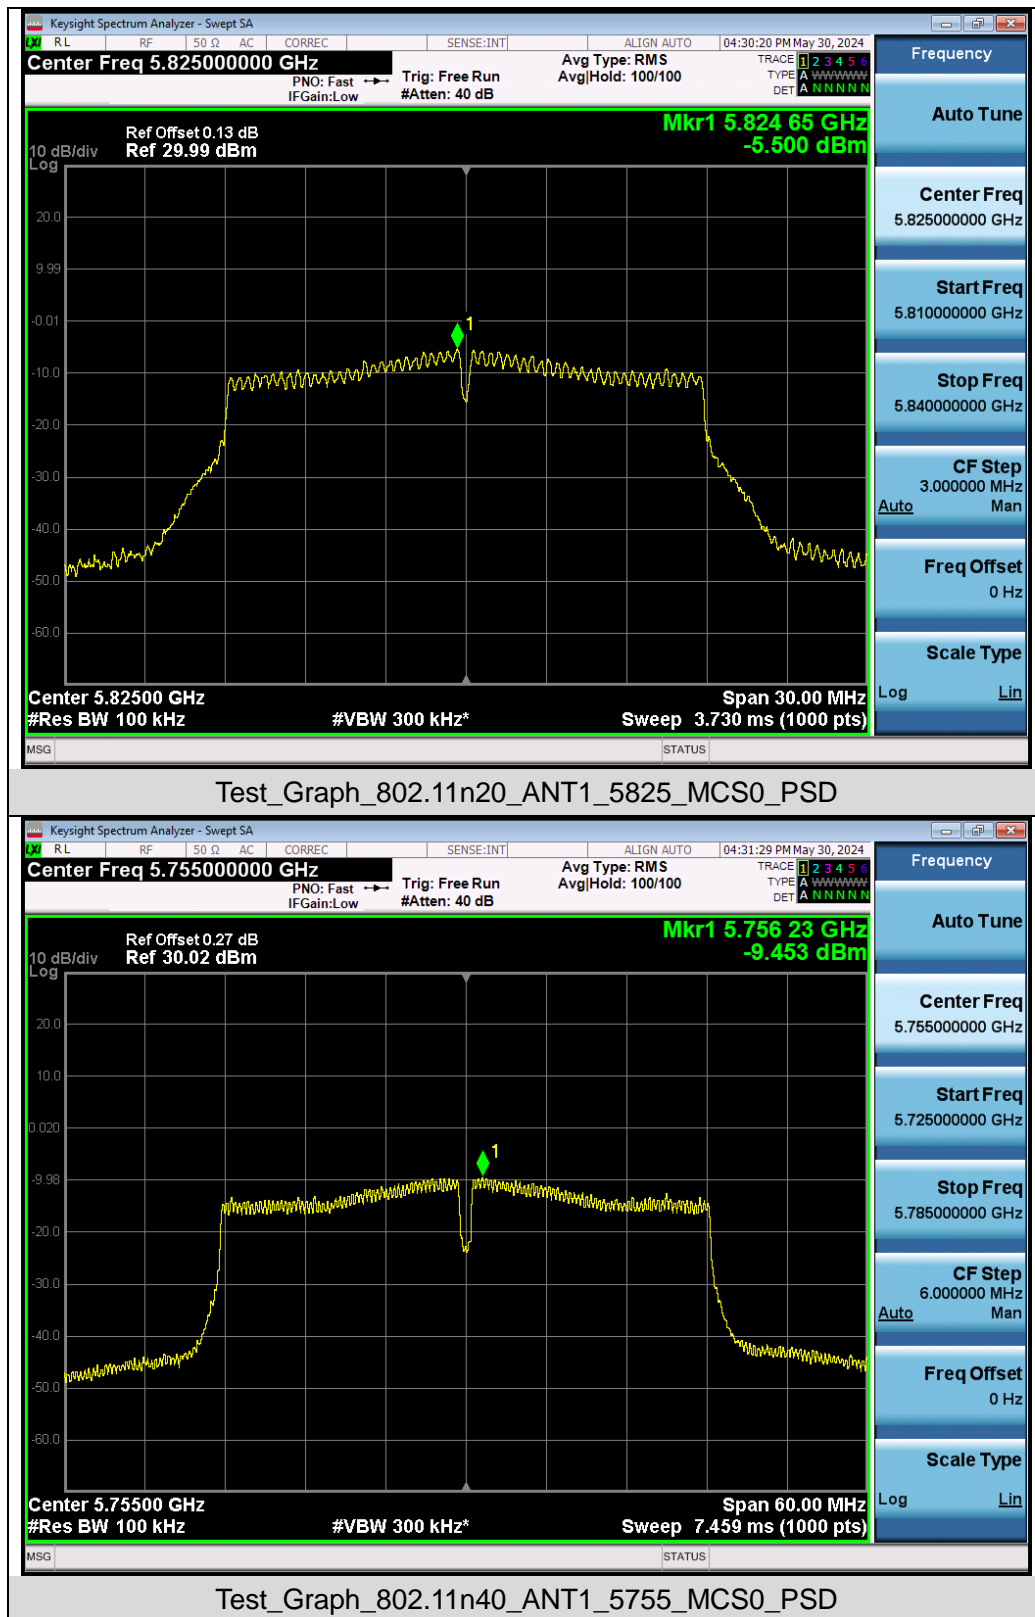 Keysight Spectrum Analyzer - Swept SA
LXI RL RF 50 Ω AC CORREC SENSE:INT ALIGN AUTO 04:30:20 PM May 30, 2024
Center Freq 5.825000000 GHz
PNO: Fast
IFGain:Low
Trig: Free Run
#Atten: 40 dB
Avg Type: RMS
Avg|Hold: 100/100
TRACE 1 2 3 4 5 6
TYPE A WWWWW
DET A N N N N N
Mkr1 5.824 65 GHz
-5.500 dBm
Ref Offset 0.13 dB
10 dB/div Ref 29.99 dBm
Log
20.0
9.99
-0.01
-10.0
-20.0
-30.0
-40.0
-50.0
-60.0
1
Center 5.82500 GHz
Span 30.00 MHz
#Res BW 100 kHz
#VBW 300 kHz*
Sweep 3.730 ms (1000 pts)
MSG
STATUS
Frequency
Auto Tune
Center Freq
5.825000000 GHz
Start Freq
5.810000000 GHz
Stop Freq
5.840000000 GHz
CF Step
3.000000 MHz
Auto Man
Freq Offset
0 Hz
Scale Type
Log Lin
Test_Graph_802.11n20_ANT1_5825_MCS0_PSD
Keysight Spectrum Analyzer - Swept SA
LXI RL RF 50 Ω AC CORREC SENSE:INT ALIGN AUTO 04:31:29 PM May 30, 2024
Center Freq 5.755000000 GHz
PNO: Fast
IFGain:Low
Trig: Free Run
#Atten: 40 dB
Avg Type: RMS
Avg|Hold: 100/100
TRACE 1 2 3 4 5 6
TYPE A WWWWW
DET A N N N N N
Mkr1 5.756 23 GHz
-9.453 dBm
Ref Offset 0.27 dB
10 dB/div Ref 30.02 dBm
Log
20.0
10.0
0.020
-9.98
-20.0
-30.0
-40.0
-50.0
-60.0
1
Center 5.75500 GHz
Span 60.00 MHz
#Res BW 100 kHz
#VBW 300 kHz*
Sweep 7.459 ms (1000 pts)
MSG
STATUS
Frequency
Auto Tune
Center Freq
5.755000000 GHz
Start Freq
5.725000000 GHz
Stop Freq
5.785000000 GHz
CF Step
6.000000 MHz
Auto Man
Freq Offset
0 Hz
Scale Type
Log Lin
Test_Graph_802.11n40_ANT1_5755_MCS0_PSD